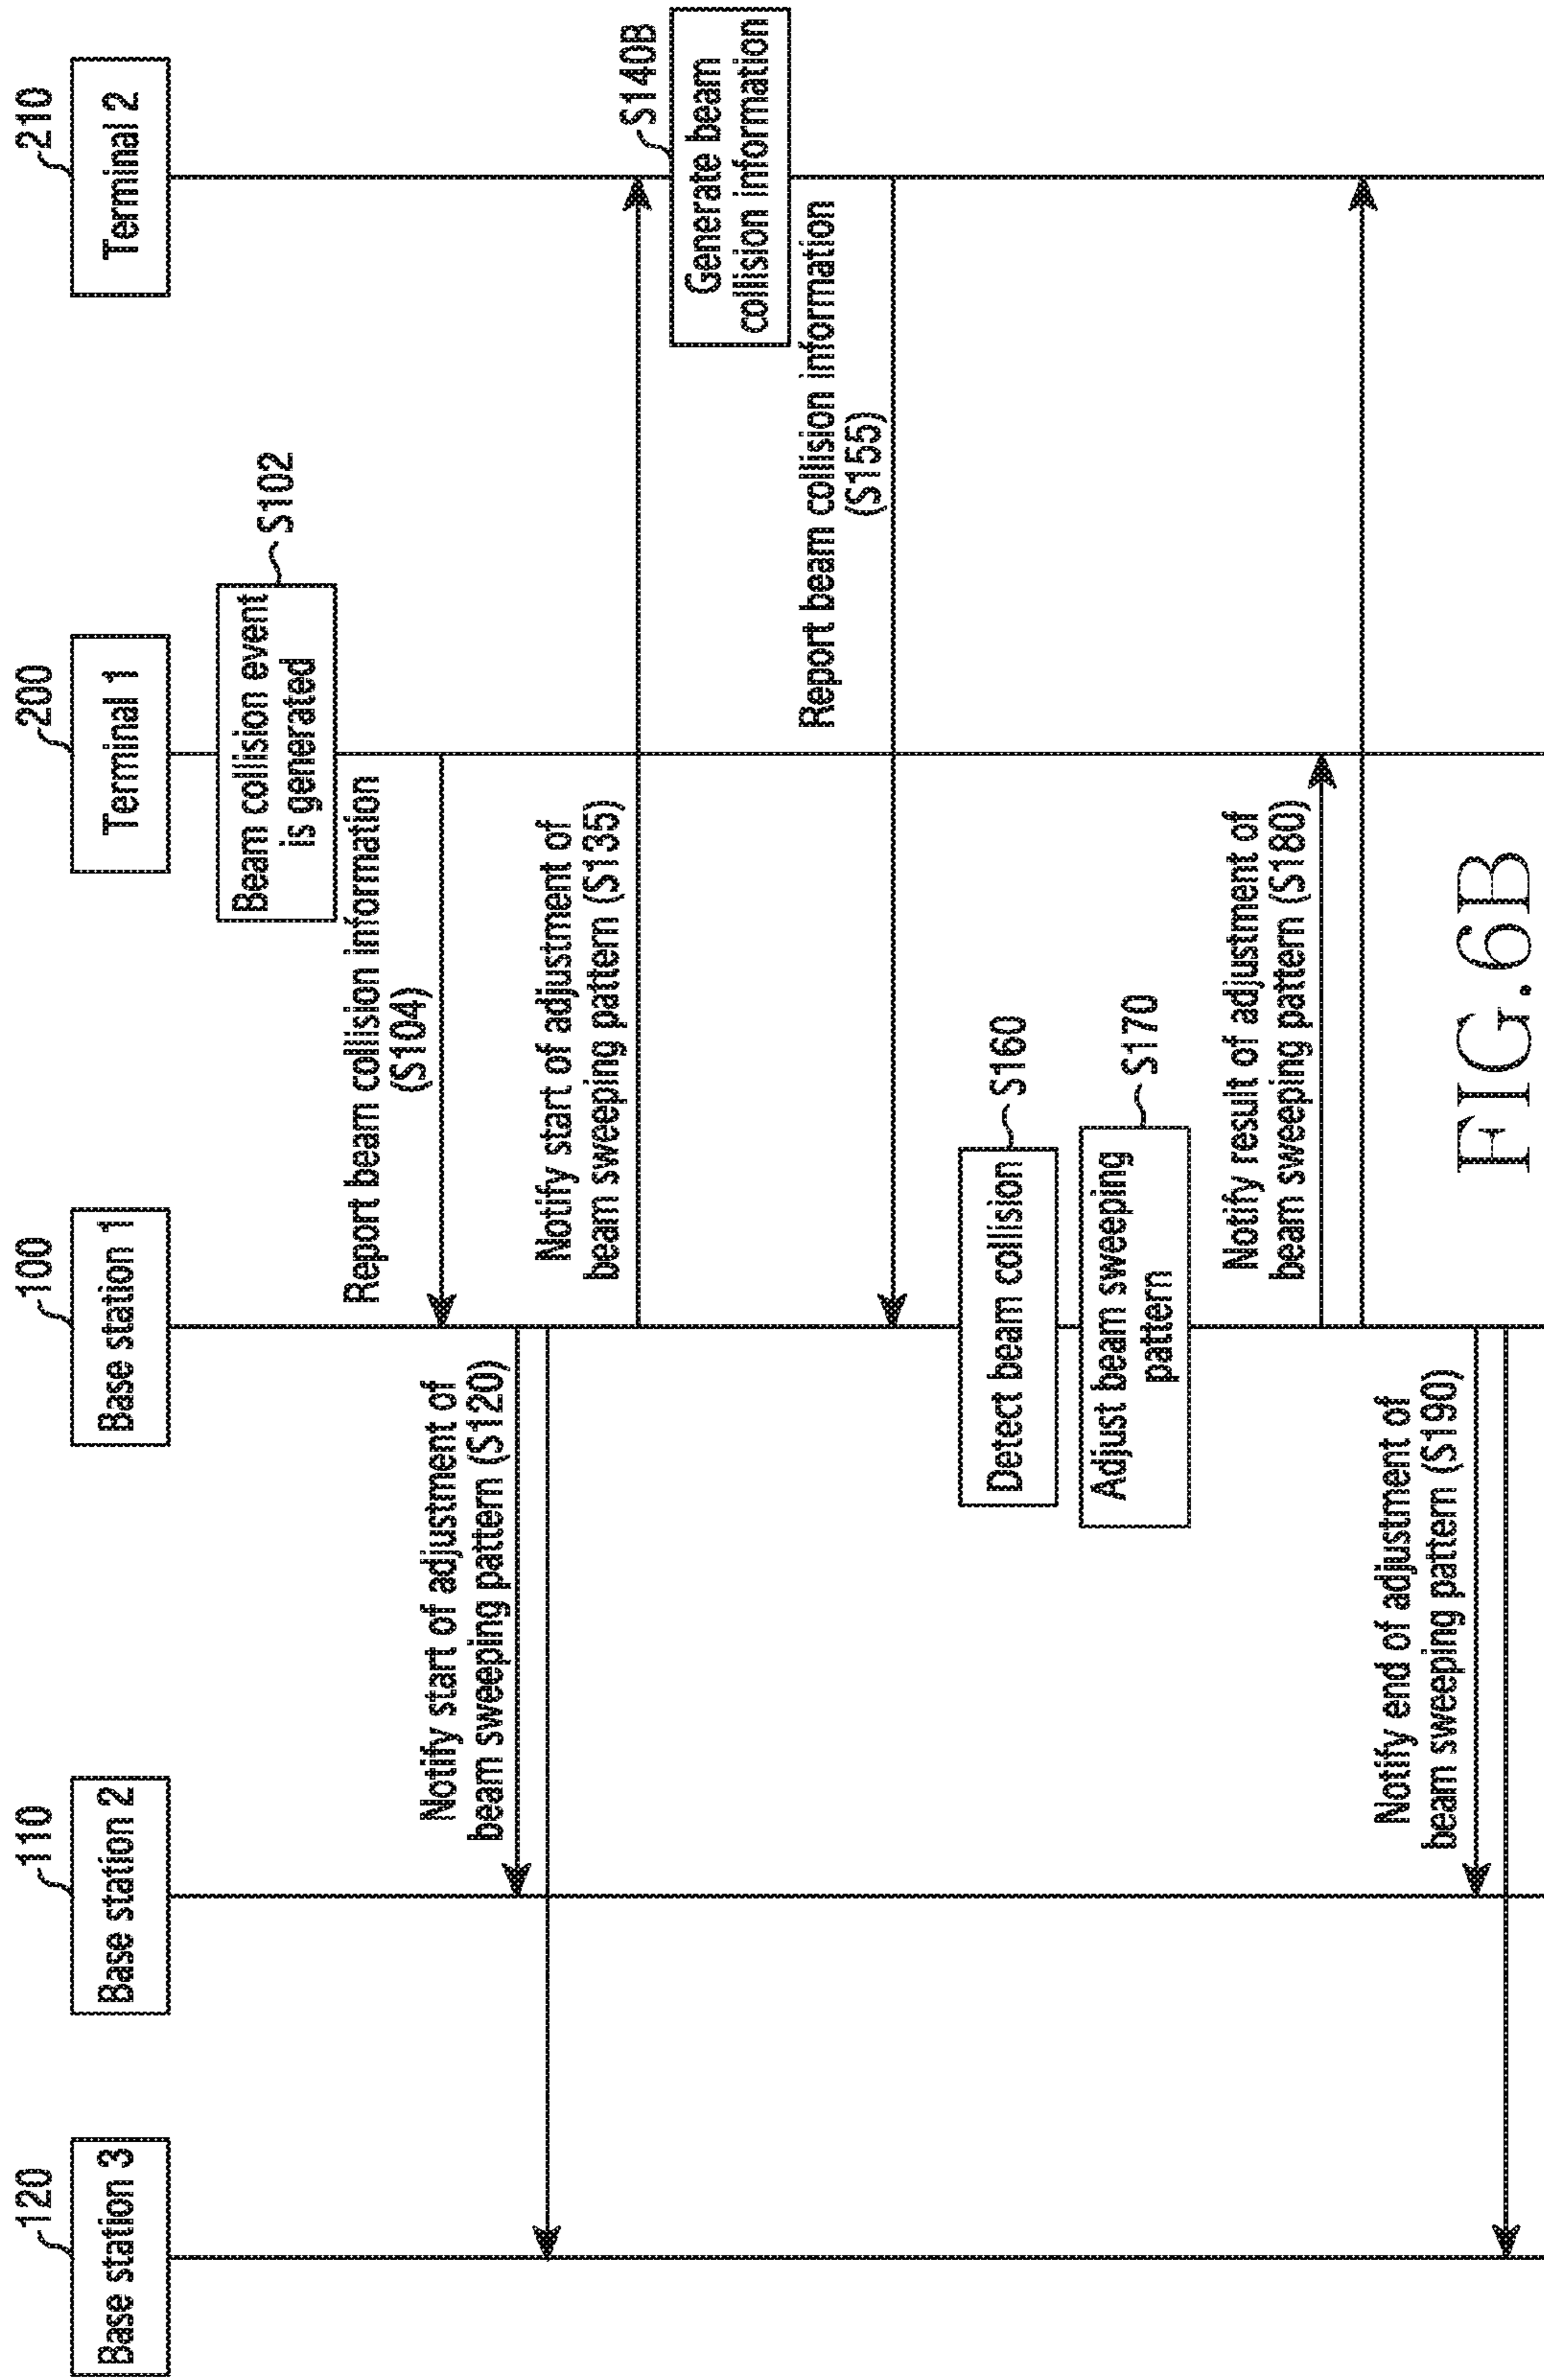 120
Base station 3
110
Base station 2
100
Base station 1
200
Terminal 1
210
Terminal 2
Beam collision event
is generated
S102
Report beam collision information
(S104)
Notify start of adjustment of
beam sweeping pattern (S120)
Notify start of adjustment of
beam sweeping pattern (S135)
S140B
Generate beam
collision information
Report beam collision information
(S155)
Detect beam collision
S160
Adjust beam sweeping
pattern
S170
Notify result of adjustment of
beam sweeping pattern (S180)
Notify end of adjustment of
beam sweeping pattern (S190)
FIG.6B